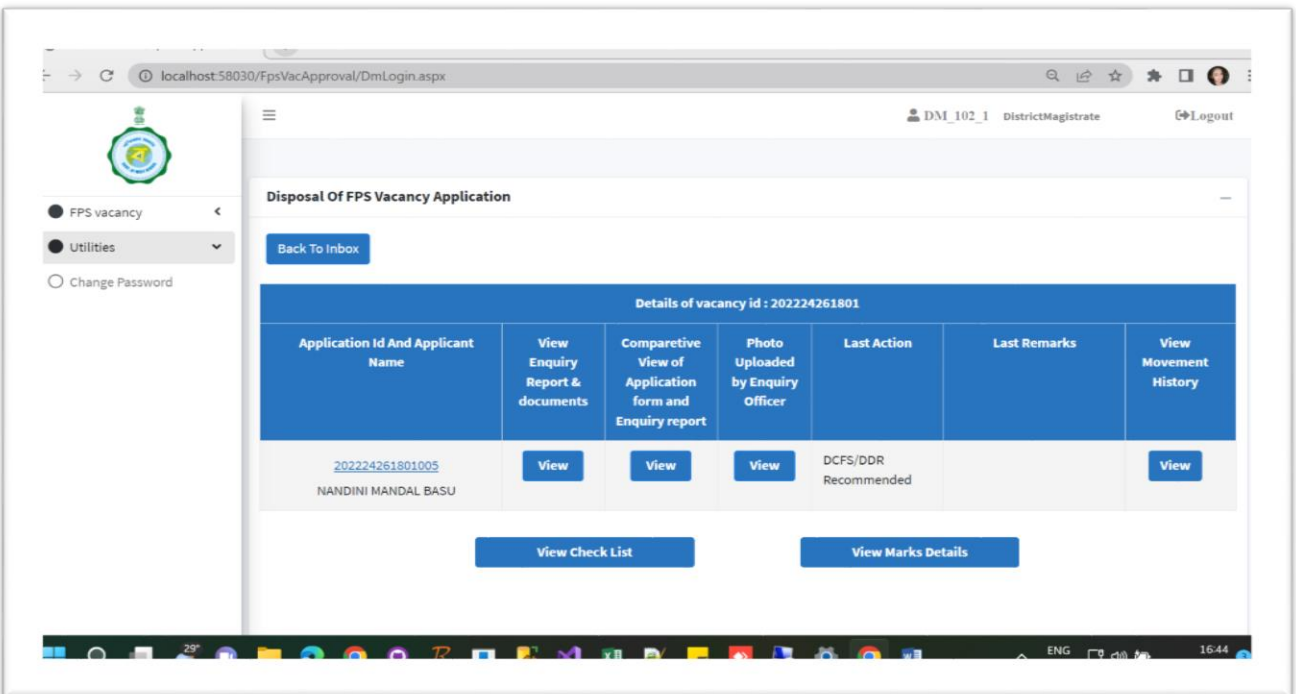 localhost:58030/FpsVacApproval/DmLogin.aspx
DM_102_1 DistrictMagistrate Logout
Disposal Of FPS Vacancy Application
FPS vacancy
Utilities
Change Password
Back To Inbox
Details of vacancy id : 202224261801
Application Id And Applicant
Name
View
Enquiry
Report &
documents
Comparetive
View of
Application
form and
Enquiry report
Photo
Uploaded
by Enquiry
Officer
Last Action
Last Remarks
View
Movement
History
202224261801005
NANDINI MANDAL BASU
View
View
View
DCFS/DDR
Recommended
View
View Check List
View Marks Details
29°
ENG
16:44